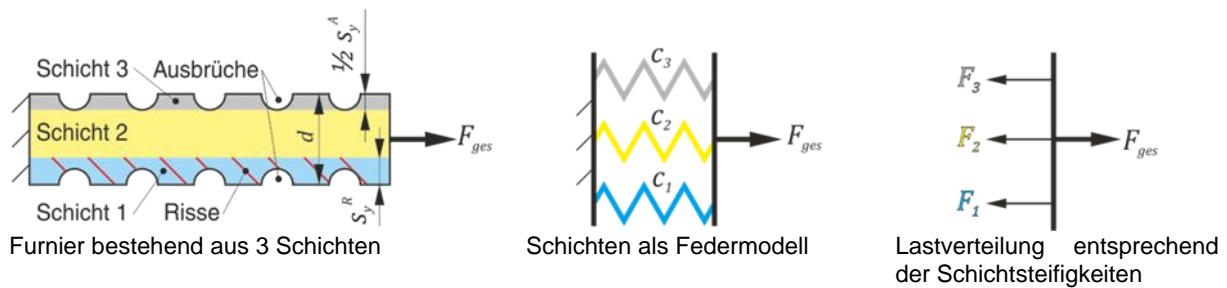 Schicht 3
Ausbrüche
½ s_y^A
Schicht 2
d
F_ges
Schicht 1
Risse
s_y^R
Furnier bestehend aus 3 Schichten
c_3
c_2
c_1
F_ges
Schichten als Federmodell
F_3
F_2
F_1
F_ges
Lastverteilung entsprechend
der Schichtsteifigkeiten